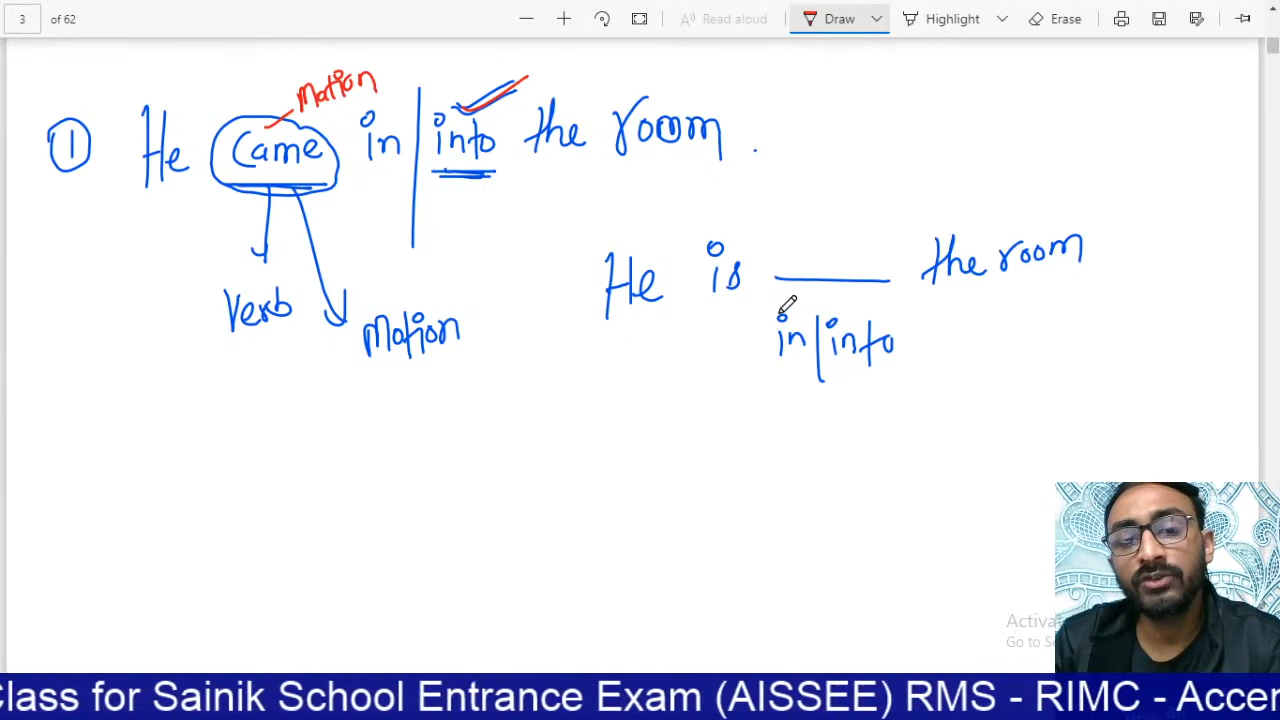 3 of 62 Read aloud Draw Highlight Erase
Motion
① He came in | into the room.
He is ____ the room
in | into
Verb
Motion
Activa
Go to Se
Class for Sainik School Entrance Exam (AISSEE) RMS - RIMC - Accer